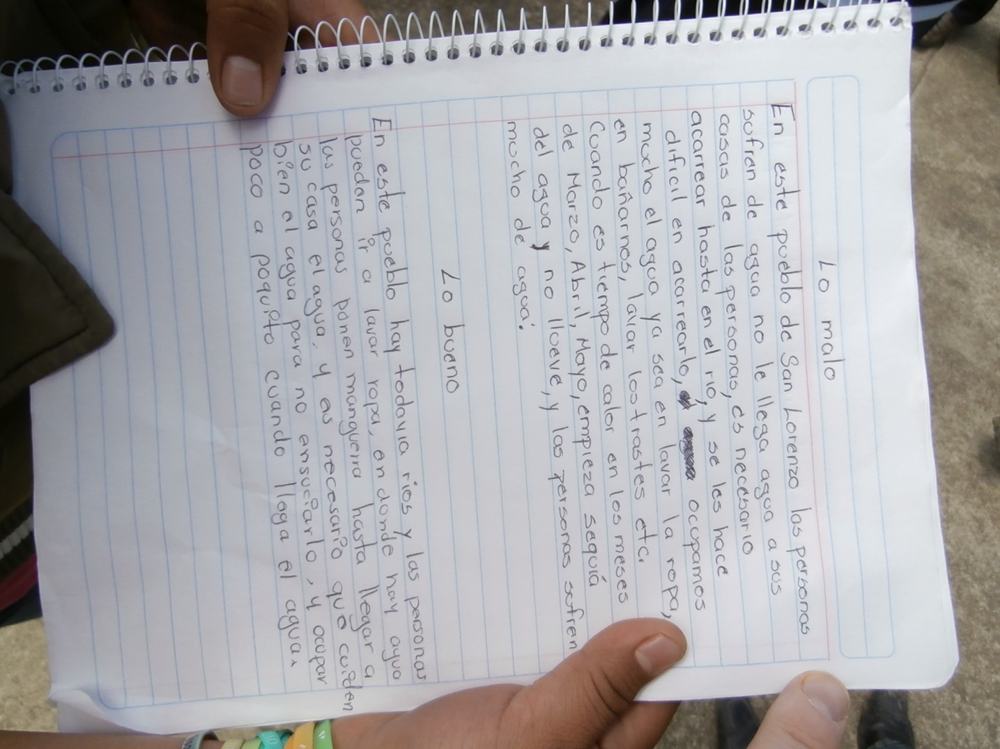 Lo malo
En este pueblo de San Lorenzo las personas
sufren de agua no le llega agua a sus
casas de las personas, es necesario
acarrear hasta en el río, y se les hace
dificil en acarrearlo, ocupamos
mucho el agua ya sea en lavar la ropa,
en bañarnos, lavar los trastes etc.
Cuando es tiempo de calor en los meses
de Marzo, Abril, Mayo, empieza sequiá
del agua y no llueve, y las personas sufren
mucho de agua.
Lo bueno
En este pueblo hay todavia rios y las personas
pueden ir a lavar ropa, en donde hay agua
las personas ponen manguerra hasta llegar a
su casa el agua. y es necesario que cuiden
bien el agua para no ensuciarlo, y ocupar
poco a poquito cuando llega el agua.